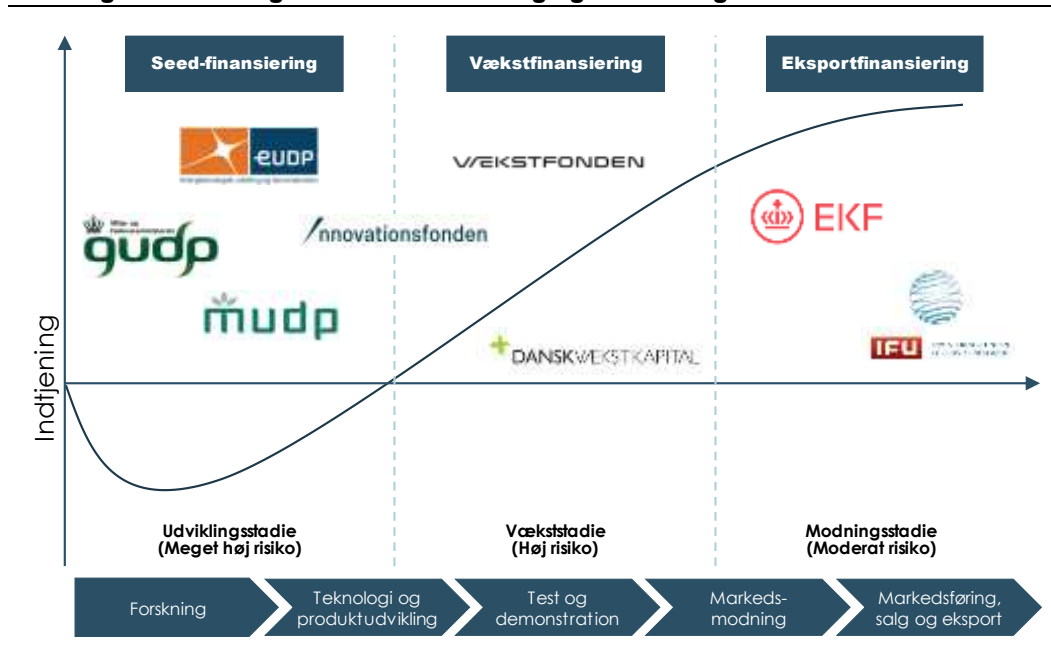 Seed-finansiering
Vækstfinansiering
Eksportfinansiering
eUDP
VÆKSTFONDEN
gudp
Innovationsfonden
EKF
mudp
DANSKVÆKSTKAPITAL
IFU
Indtjening
Udviklingsstadie
(Meget høj risiko)
Vækststadie
(Høj risiko)
Modningsstadie
(Moderat risiko)
Forskning
Teknologi og
produktudvikling
Test og
demonstration
Markeds-
modning
Markedsføring,
salg og eksport